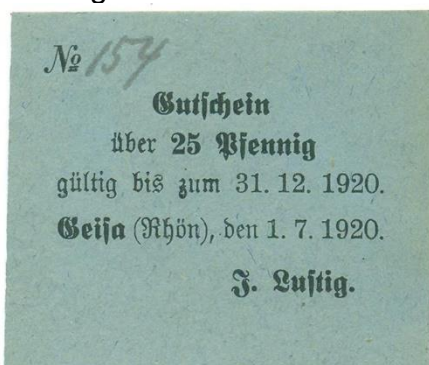 № 154
Gutschein
über 25 Pfennig
gültig bis zum 31. 12. 1920.
Geisa (Rhön), den 1. 7. 1920.
J. Lustig.